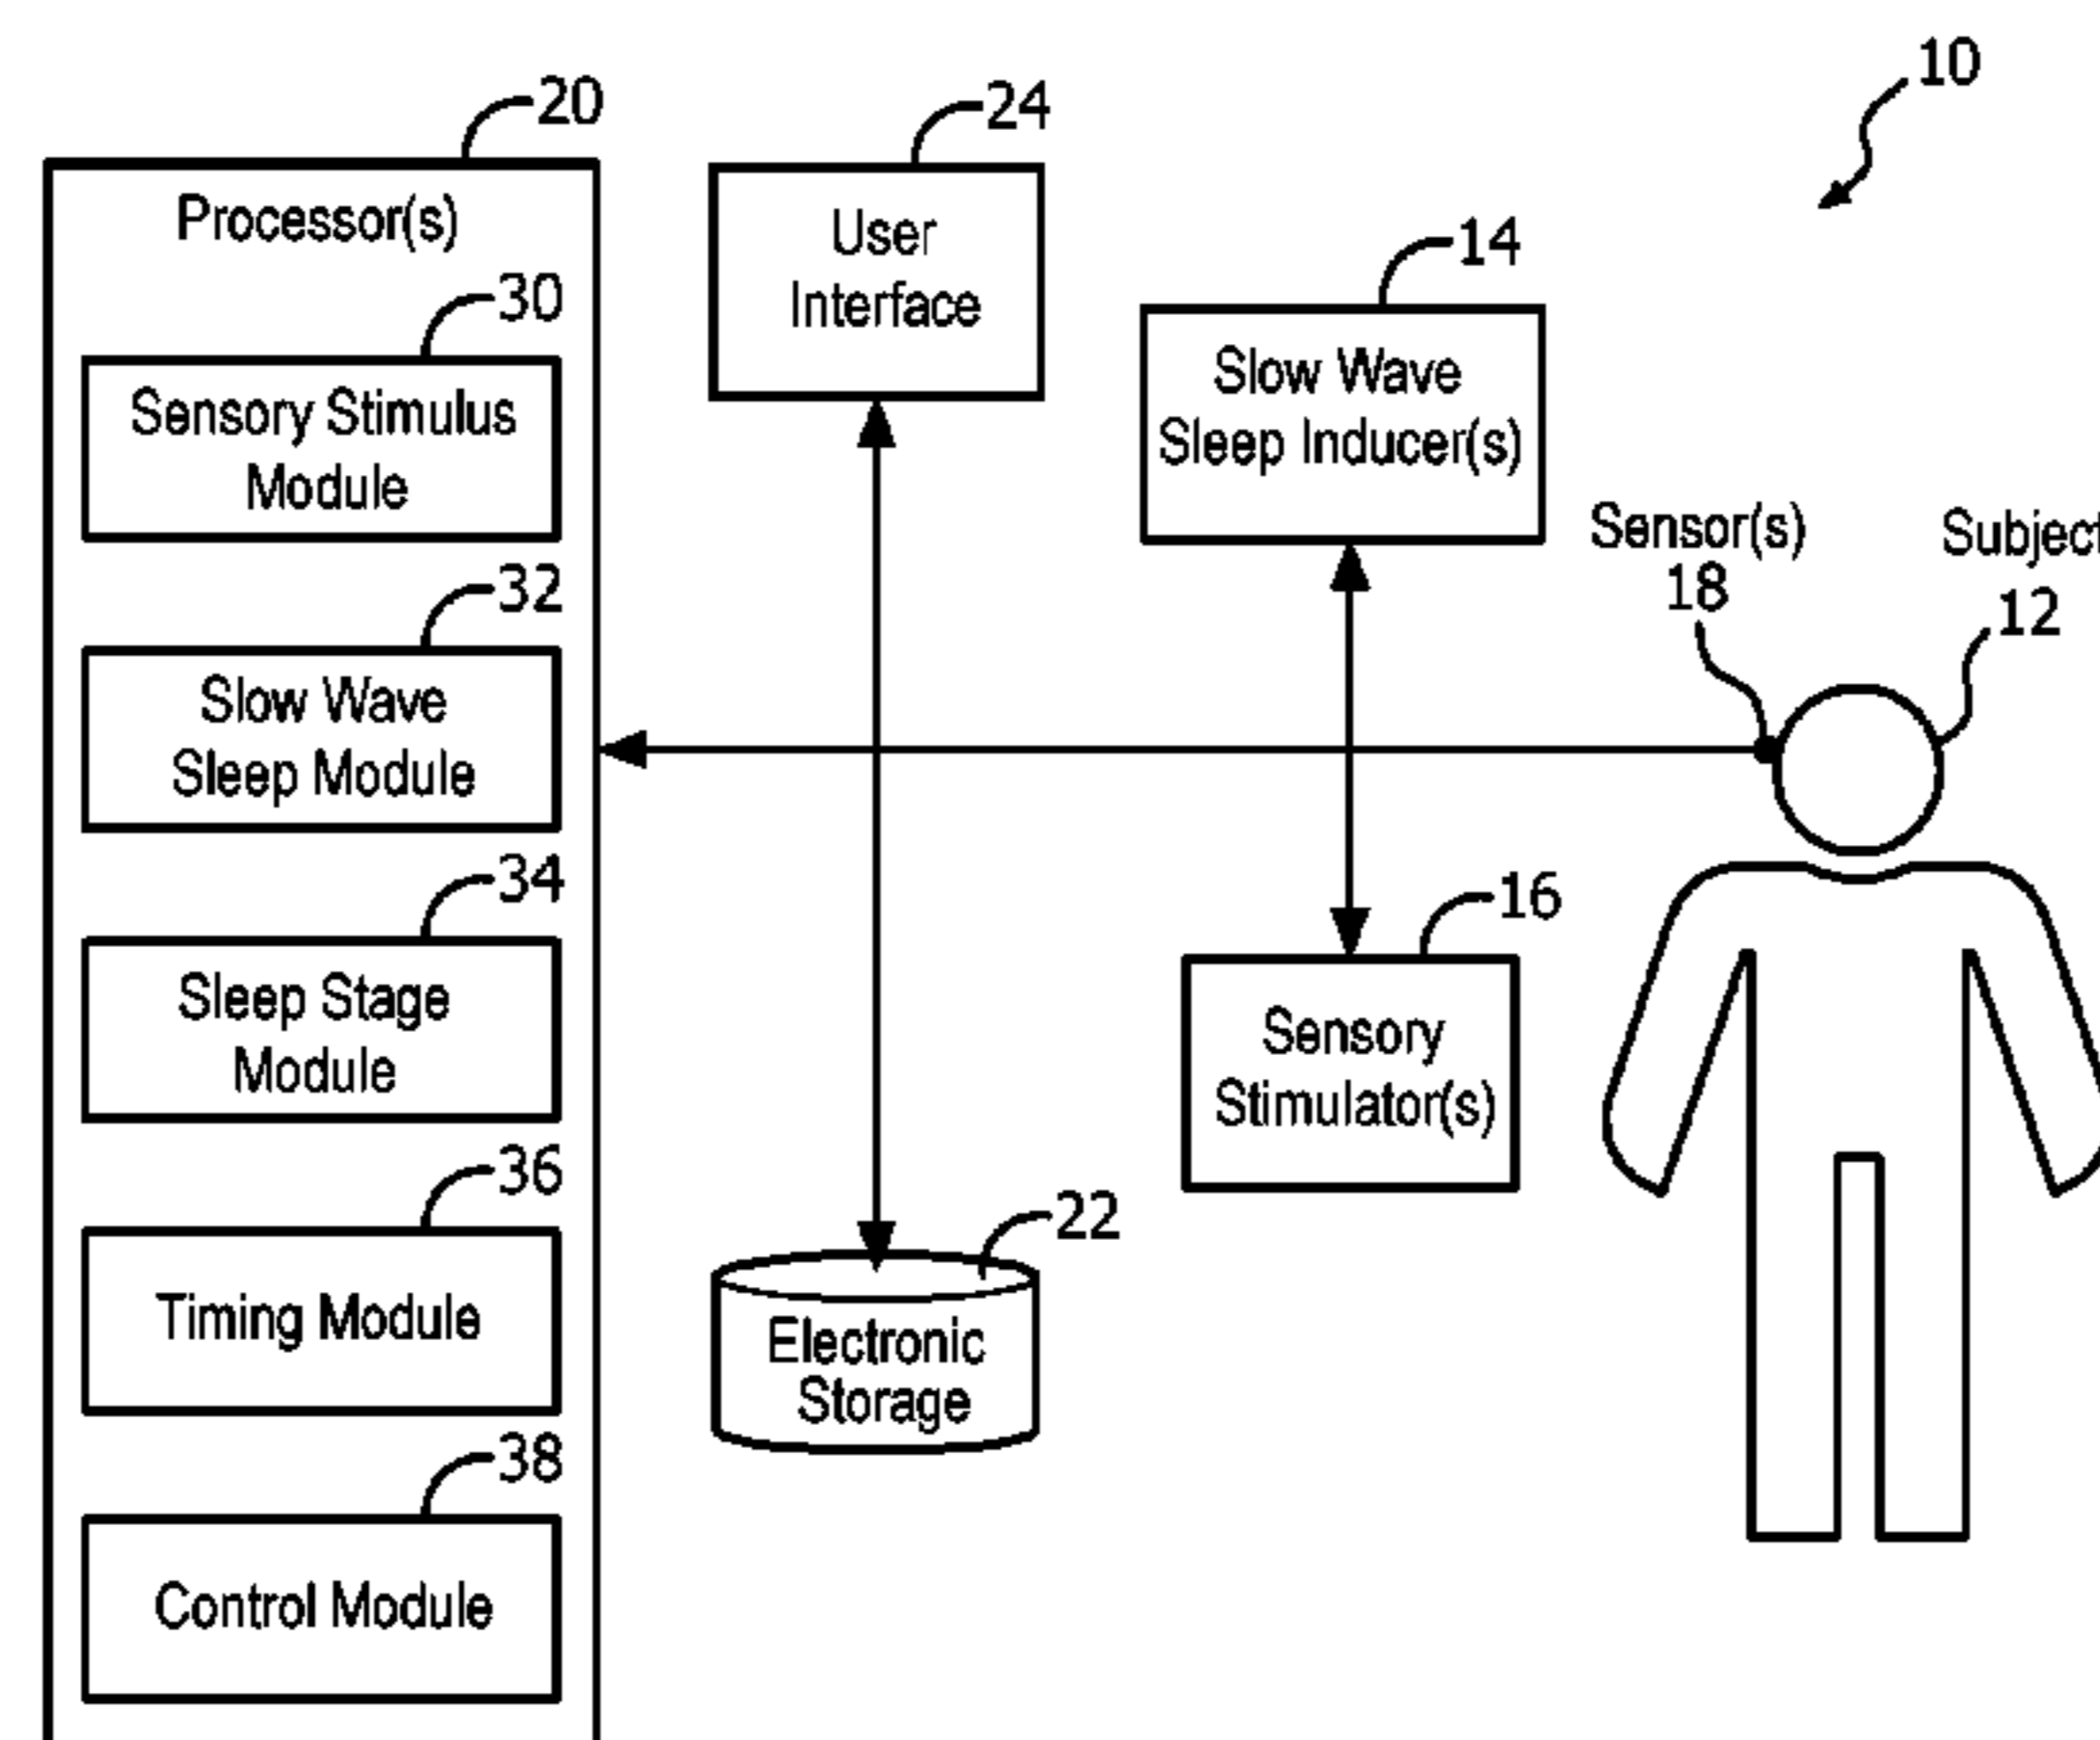 10
20
Processor(s)
30
Sensory Stimulus
Module
32
Slow Wave
Sleep Module
34
Sleep Stage
Module
36
Timing Module
38
Control Module
24
User
Interface
22
Electronic
Storage
14
Slow Wave
Sleep Inducer(s)
16
Sensory
Stimulator(s)
Sensor(s)
18
Subject
12